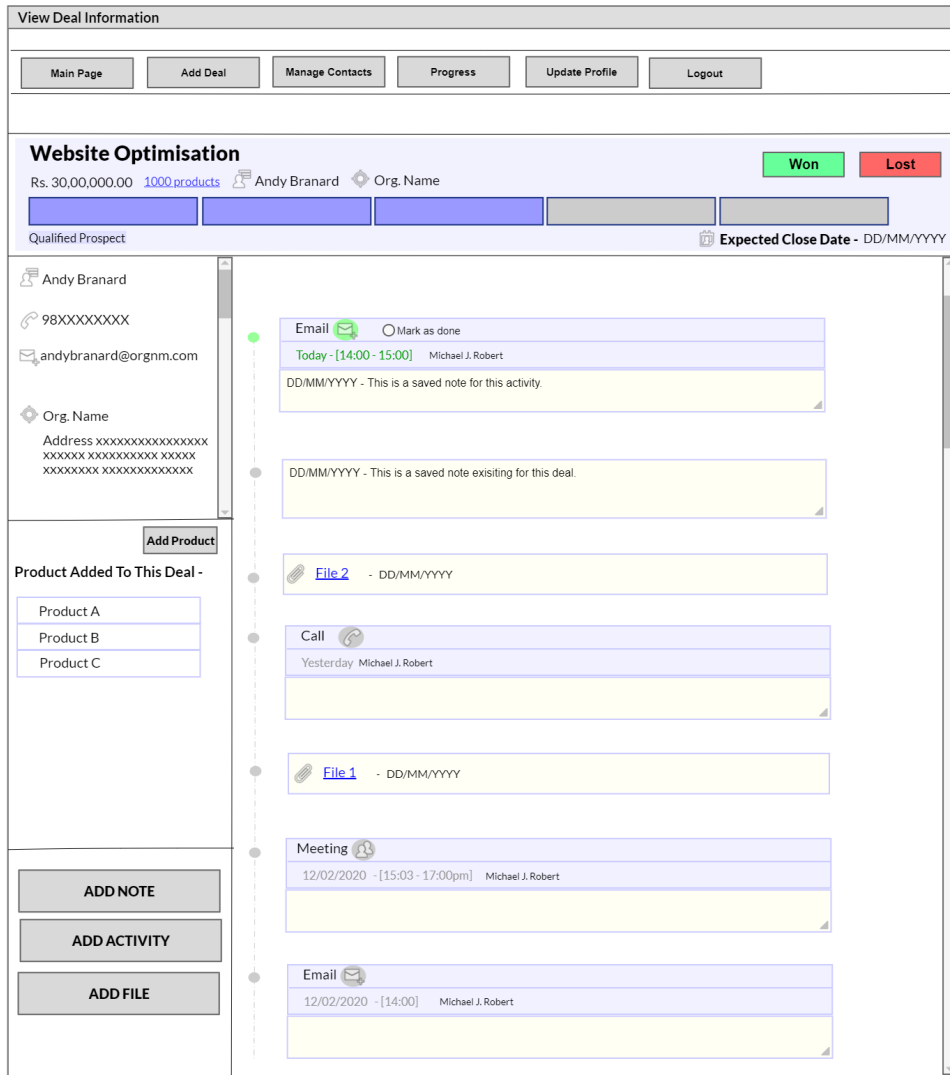 View Deal Information
Main Page Add Deal Manage Contacts Progress Update Profile Logout
Website Optimisation
Won Lost
Rs. 30,00,000.00 1000 products Andy Branard Org. Name
Qualified Prospect
Expected Close Date - DD/MM/YYYY
Andy Branard
98XXXXXXXX
andybranard@orgnm.com
Org. Name
Address xxxxxxxxxxxxxxxx
xxxxxx xxxxxxxxxx xxxxx
xxxxxxxx xxxxxxxxxxxxx
Add Product
Product Added To This Deal -
Product A
Product B
Product C
ADD NOTE
ADD ACTIVITY
ADD FILE
Email Mark as done
Today - [14:00 - 15:00] Michael J. Robert
DD/MM/YYYY - This is a saved note for this activity.
DD/MM/YYYY - This is a saved note exisiting for this deal.
File 2 - DD/MM/YYYY
Call
Yesterday Michael J. Robert
File 1 - DD/MM/YYYY
Meeting
12/02/2020 - [15:03 - 17:00pm] Michael J. Robert
Email
12/02/2020 - [14:00] Michael J. Robert